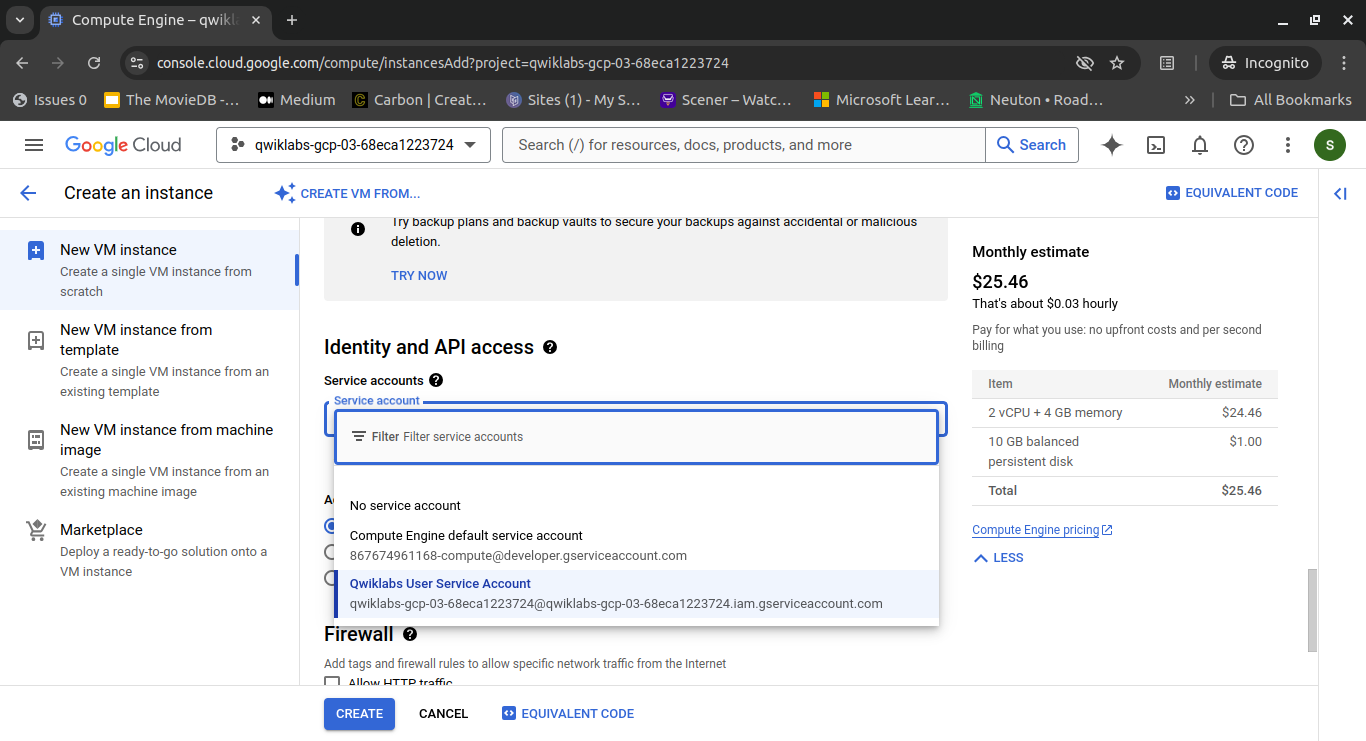 Compute Engine – qwikla
console.cloud.google.com/compute/instancesAdd?project=qwiklabs-gcp-03-68eca1223724
Incognito
Issues 0
The MovieDB -...
Medium
Carbon | Creat...
Sites (1) - My S...
Scener – Watc...
Microsoft Lear...
Neuton • Road...
All Bookmarks
Google Cloud
qwiklabs-gcp-03-68eca1223724
Search (/) for resources, docs, products, and more
Search
S
Create an instance
CREATE VM FROM...
EQUIVALENT CODE
New VM instance
Create a single VM instance from
scratch
New VM instance from
template
Create a single VM instance from an
existing template
New VM instance from machine
image
Create a single VM instance from an
existing machine image
Marketplace
Deploy a ready-to-go solution onto a
VM instance
Try backup plans and backup vaults to secure your backups against accidental or malicious
deletion.
TRY NOW
Identity and API access
Service accounts
Service account
Filter Filter service accounts
No service account
Compute Engine default service account
867674961168-compute@developer.gserviceaccount.com
Qwiklabs User Service Account
qwiklabs-gcp-03-68eca1223724@qwiklabs-gcp-03-68eca1223724.iam.gserviceaccount.com
Firewall
Add tags and firewall rules to allow specific network traffic from the Internet
Allow HTTP traffic
CREATE
CANCEL
EQUIVALENT CODE
Monthly estimate
$25.46
That's about $0.03 hourly
Pay for what you use: no upfront costs and per second
billing
Item Monthly estimate
2 vCPU + 4 GB memory $24.46
10 GB balanced $1.00
persistent disk
Total $25.46
Compute Engine pricing
LESS